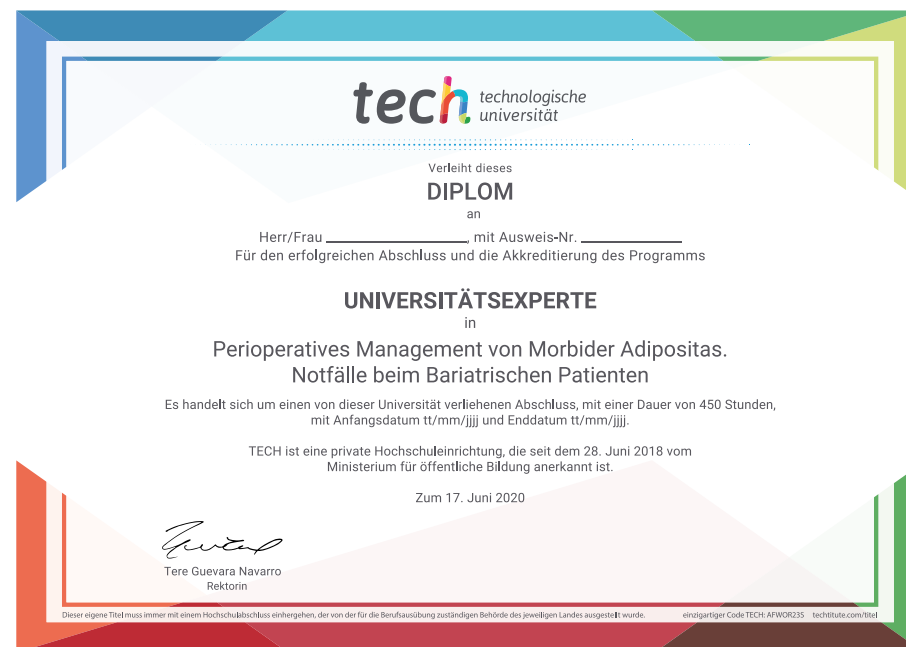 tech technologische
universität
Verleiht dieses
DIPLOM
an
Herr/Frau ____________________, mit Ausweis-Nr. ______________
Für den erfolgreichen Abschluss und die Akkreditierung des Programms
UNIVERSITÄTSEXPERTE
in
Perioperatives Management von Morbider Adipositas.
Notfälle beim Bariatrischen Patienten
Es handelt sich um einen von dieser Universität verliehenen Abschluss, mit einer Dauer von 450 Stunden,
mit Anfangsdatum tt/mm/jjjj und Enddatum tt/mm/jjjj.
TECH ist eine private Hochschuleinrichtung, die seit dem 28. Juni 2018 vom
Ministerium für öffentliche Bildung anerkannt ist.
Zum 17. Juni 2020
Tere Guevara Navarro
Rektorin
Dieser eigene Titel muss immer mit einem Hochschulabschluss einhergehen, der von der für die Berufsausübung zuständigen Behörde des jeweiligen Landes ausgestellt wurde. einzigartiger Code TECH: AFWOR23S techtitute.com/titel